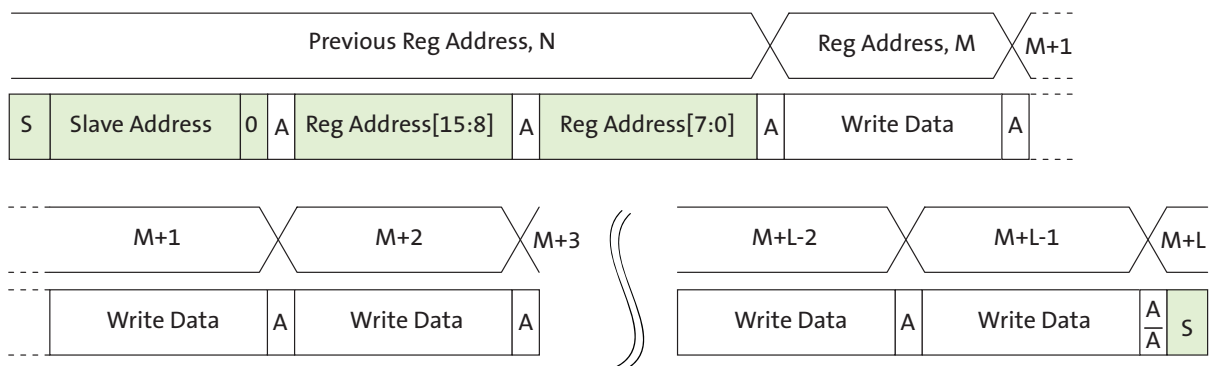 Previous Reg Address, N Reg Address, M M+1
S Slave Address 0 A Reg Address[15:8] A Reg Address[7:0] A Write Data A
M+1 M+2 M+3 M+L-2 M+L-1 M+L
Write Data A Write Data A Write Data A Write Data A/A̅ S